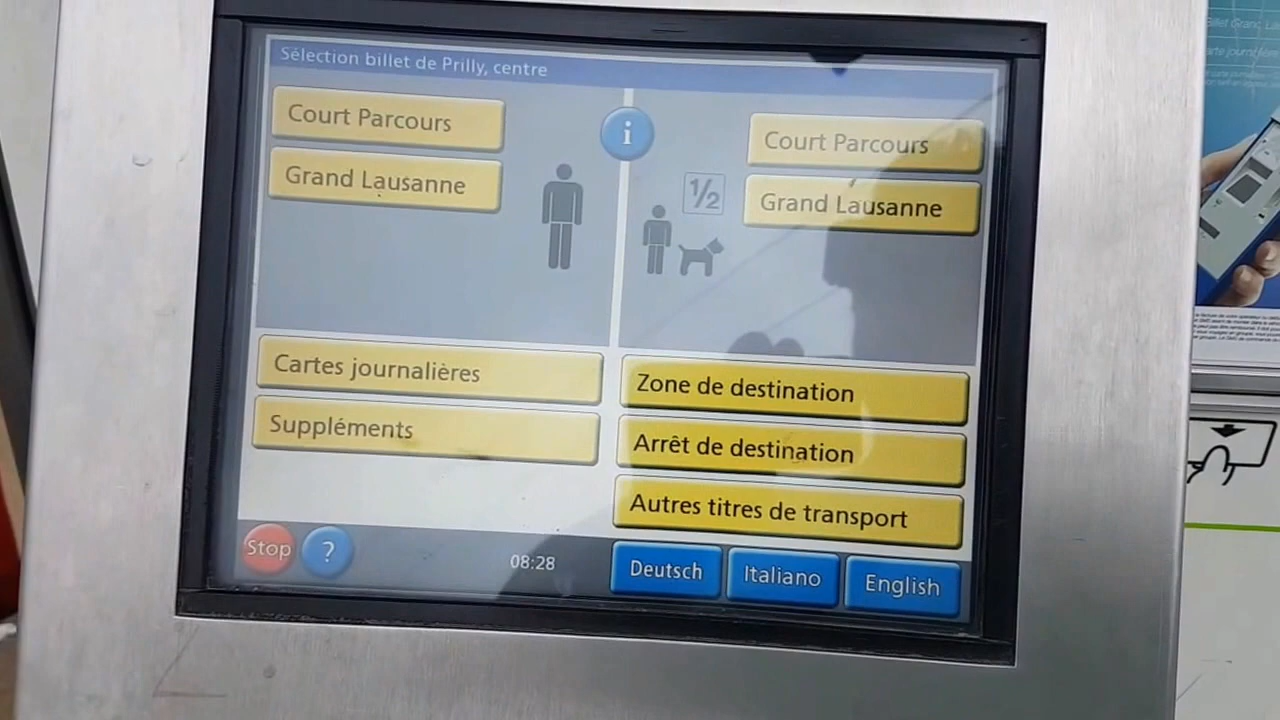 Sélection billet de Prilly, centre
Court Parcours
Grand Lausanne
i
1/2
Court Parcours
Grand Lausanne
Cartes journalières
Suppléments
Zone de destination
Arrêt de destination
Autres titres de transport
Stop
?
08:28
Deutsch
Italiano
English